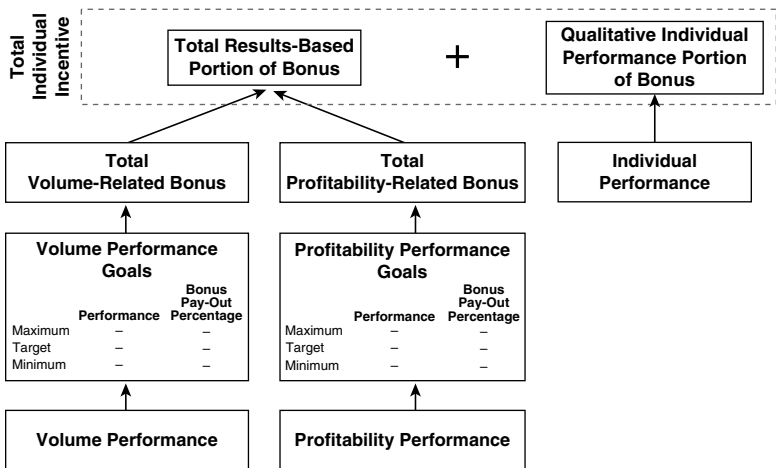 Total
Individual
Incentive
Total Results-Based
Portion of Bonus
+
Qualitative Individual
Performance Portion
of Bonus
Total
Volume-Related Bonus
Total
Profitability-Related Bonus
Individual
Performance
Volume Performance
Goals
Performance
Bonus
Pay-Out
Percentage
Maximum – –
Target – –
Minimum – –
Profitability Performance
Goals
Performance
Bonus
Pay-Out
Percentage
Maximum – –
Target – –
Minimum – –
Volume Performance
Profitability Performance